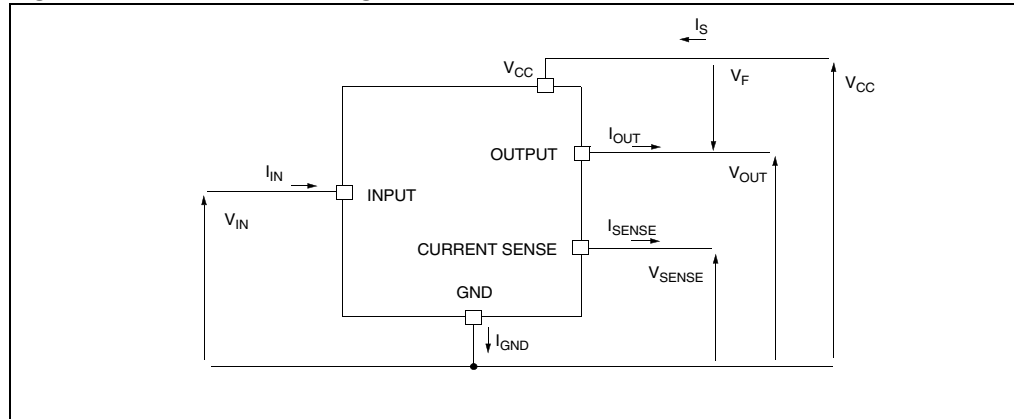 I_S
V_CC
V_F
V_CC
I_OUT
OUTPUT
V_OUT
I_IN
INPUT
V_IN
I_SENSE
CURRENT SENSE
V_SENSE
GND
I_GND